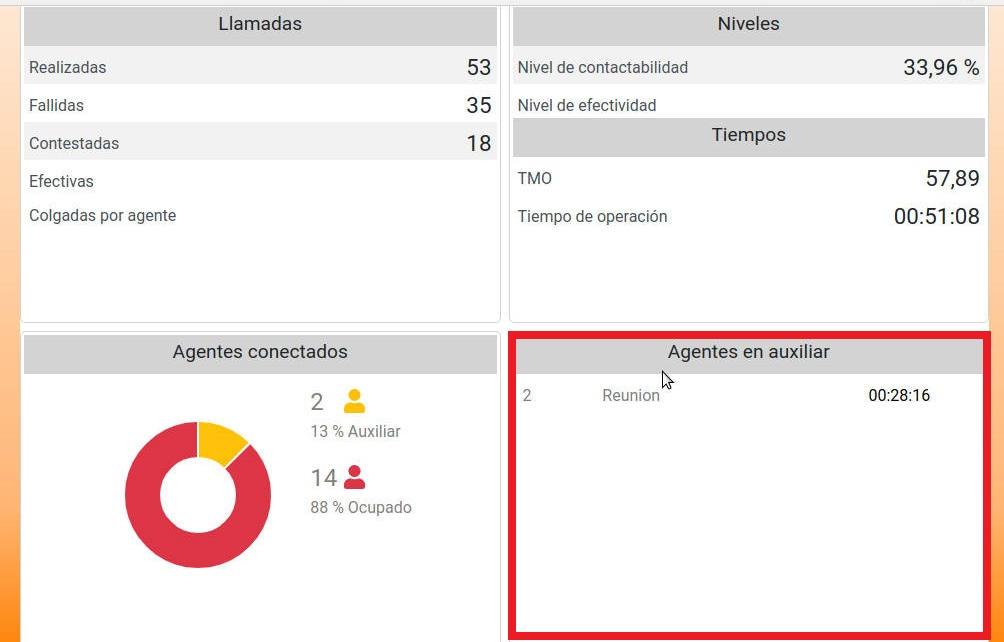 Llamadas
Realizadas 53
Fallidas 35
Contestadas 18
Efectivas
Colgadas por agente
Niveles
Nivel de contactabilidad 33,96 %
Nivel de efectividad
Tiempos
TMO 57,89
Tiempo de operación 00:51:08
Agentes conectados
2
13 % Auxiliar
14
88 % Ocupado
Agentes en auxiliar
2 Reunion 00:28:16